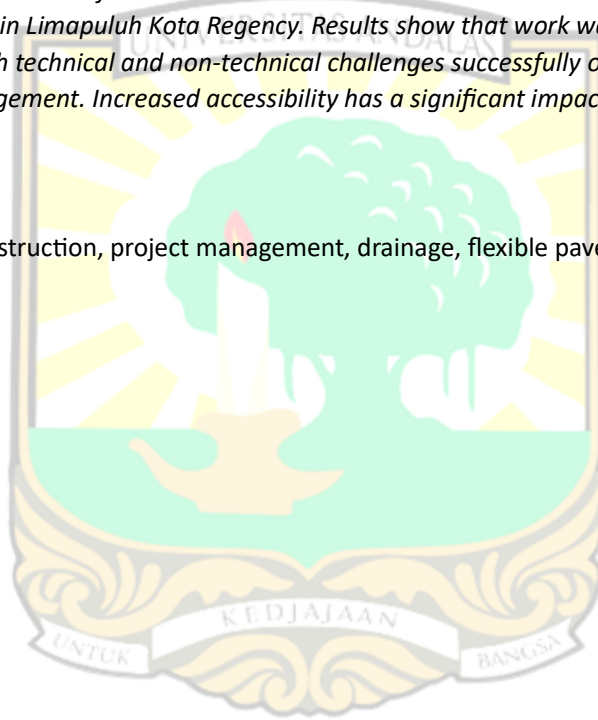 in Limapuluh Kota Regency. Results show that work wa
h technical and non-technical challenges successfully o
gement. Increased accessibility has a significant impac
struction, project management, drainage, flexible pave
UNIVERSITAS ANDALAS
KEDJAJAAN
UNTUK
BANGSA